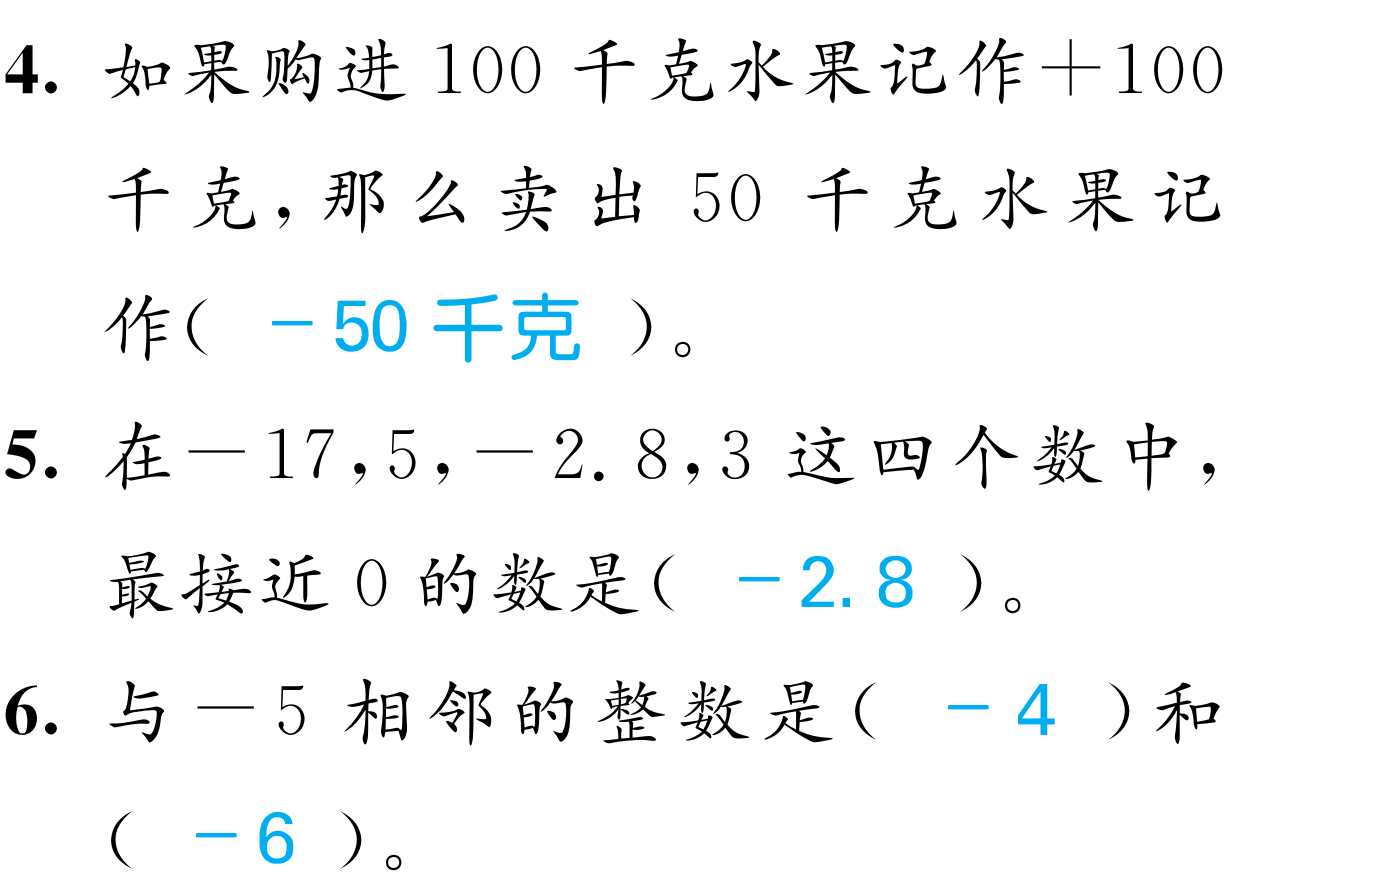 4. 如果购进 100 千克水果记作+100
千克,那么卖出 50 千克水果记
作( -50 千克 )。
5. 在-17,5,-2.8,3 这四个数中,
最接近 0 的数是( -2.8 )。
6. 与-5 相邻的整数是( -4 )和
( -6 )。